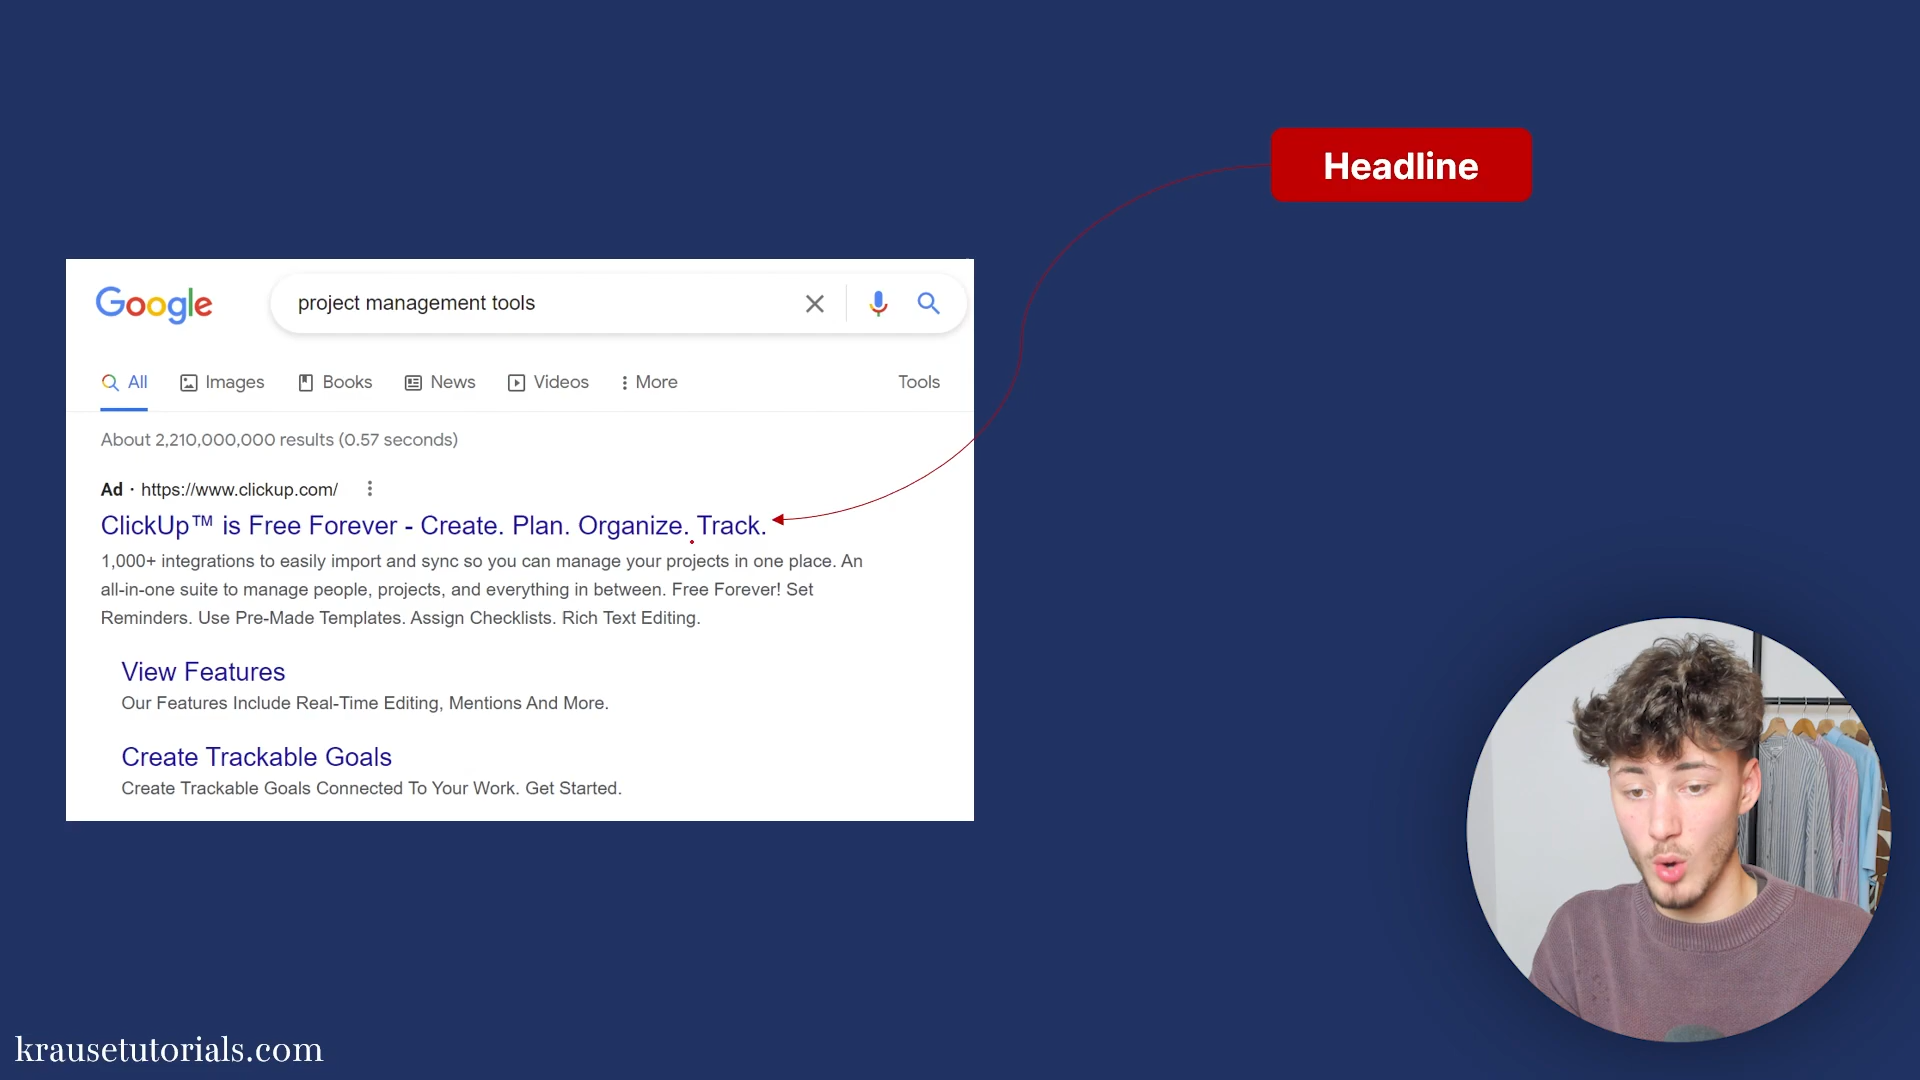 Headline
Google
project management tools
All Images Books News Videos More Tools
About 2,210,000,000 results (0.57 seconds)
Ad · https://www.clickup.com/
ClickUp™ is Free Forever - Create. Plan. Organize. Track.
1,000+ integrations to easily import and sync so you can manage your projects in one place. An
all-in-one suite to manage people, projects, and everything in between. Free Forever! Set
Reminders. Use Pre-Made Templates. Assign Checklists. Rich Text Editing.
View Features
Our Features Include Real-Time Editing, Mentions And More.
Create Trackable Goals
Create Trackable Goals Connected To Your Work. Get Started.
krausetutorials.com